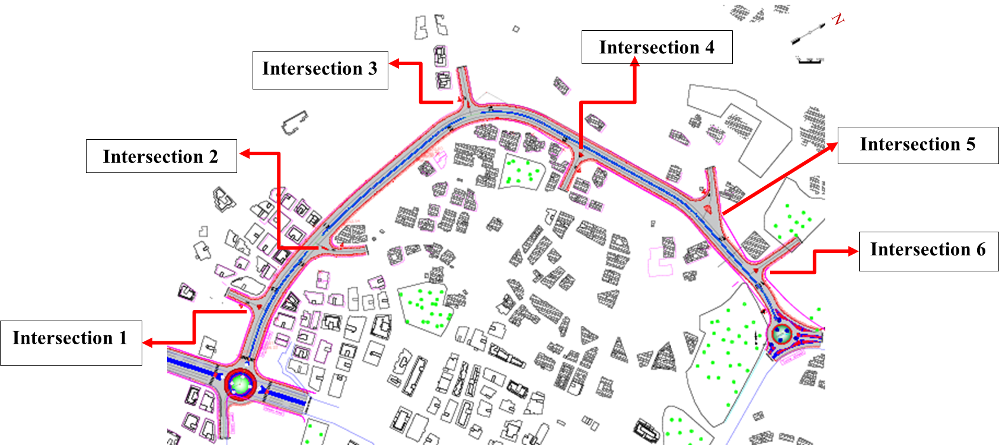 N
Intersection 4
Intersection 3
Intersection 5
Intersection 2
Intersection 6
Intersection 1